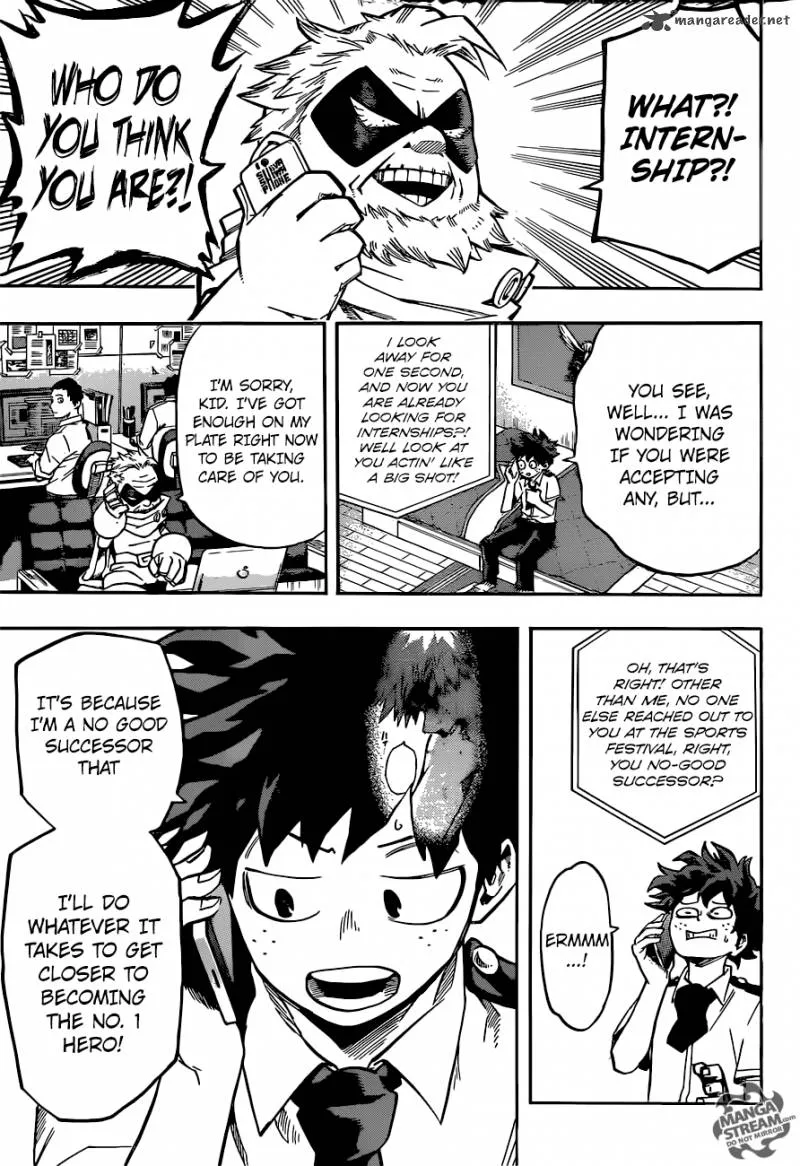 mangareader.net
WHAT?!
INTERN-
SHIP?!
WHO DO
YOU THINK
YOU ARE?!
YOU SEE,
WELL... I WAS
WONDERING
IF YOU WERE
ACCEPTING
ANY, BUT...
I LOOK
AWAY FOR
ONE SECOND,
AND NOW YOU
ARE ALREADY
LOOKING FOR
INTERNSHIPS?!
WELL LOOK AT
YOU ACTIN' LIKE
A BIG SHOT!
I'M SORRY,
KID. I'VE GOT
ENOUGH ON MY
PLATE RIGHT NOW
TO BE TAKING
CARE OF YOU.
OH, THAT'S
RIGHT! OTHER
THAN ME, NO ONE
ELSE REACHED OUT TO
YOU AT THE SPORTS
FESTIVAL, RIGHT,
YOU NO-GOOD
SUCCESSOR?
ERMMM
...!
IT'S BECAUSE
I'M A NO GOOD
SUCCESSOR
THAT
I'LL DO
WHATEVER IT
TAKES TO GET
CLOSER TO
BECOMING
THE NO. 1
HERO!
MANGA
STREAM.com
DO NOT MIRROR